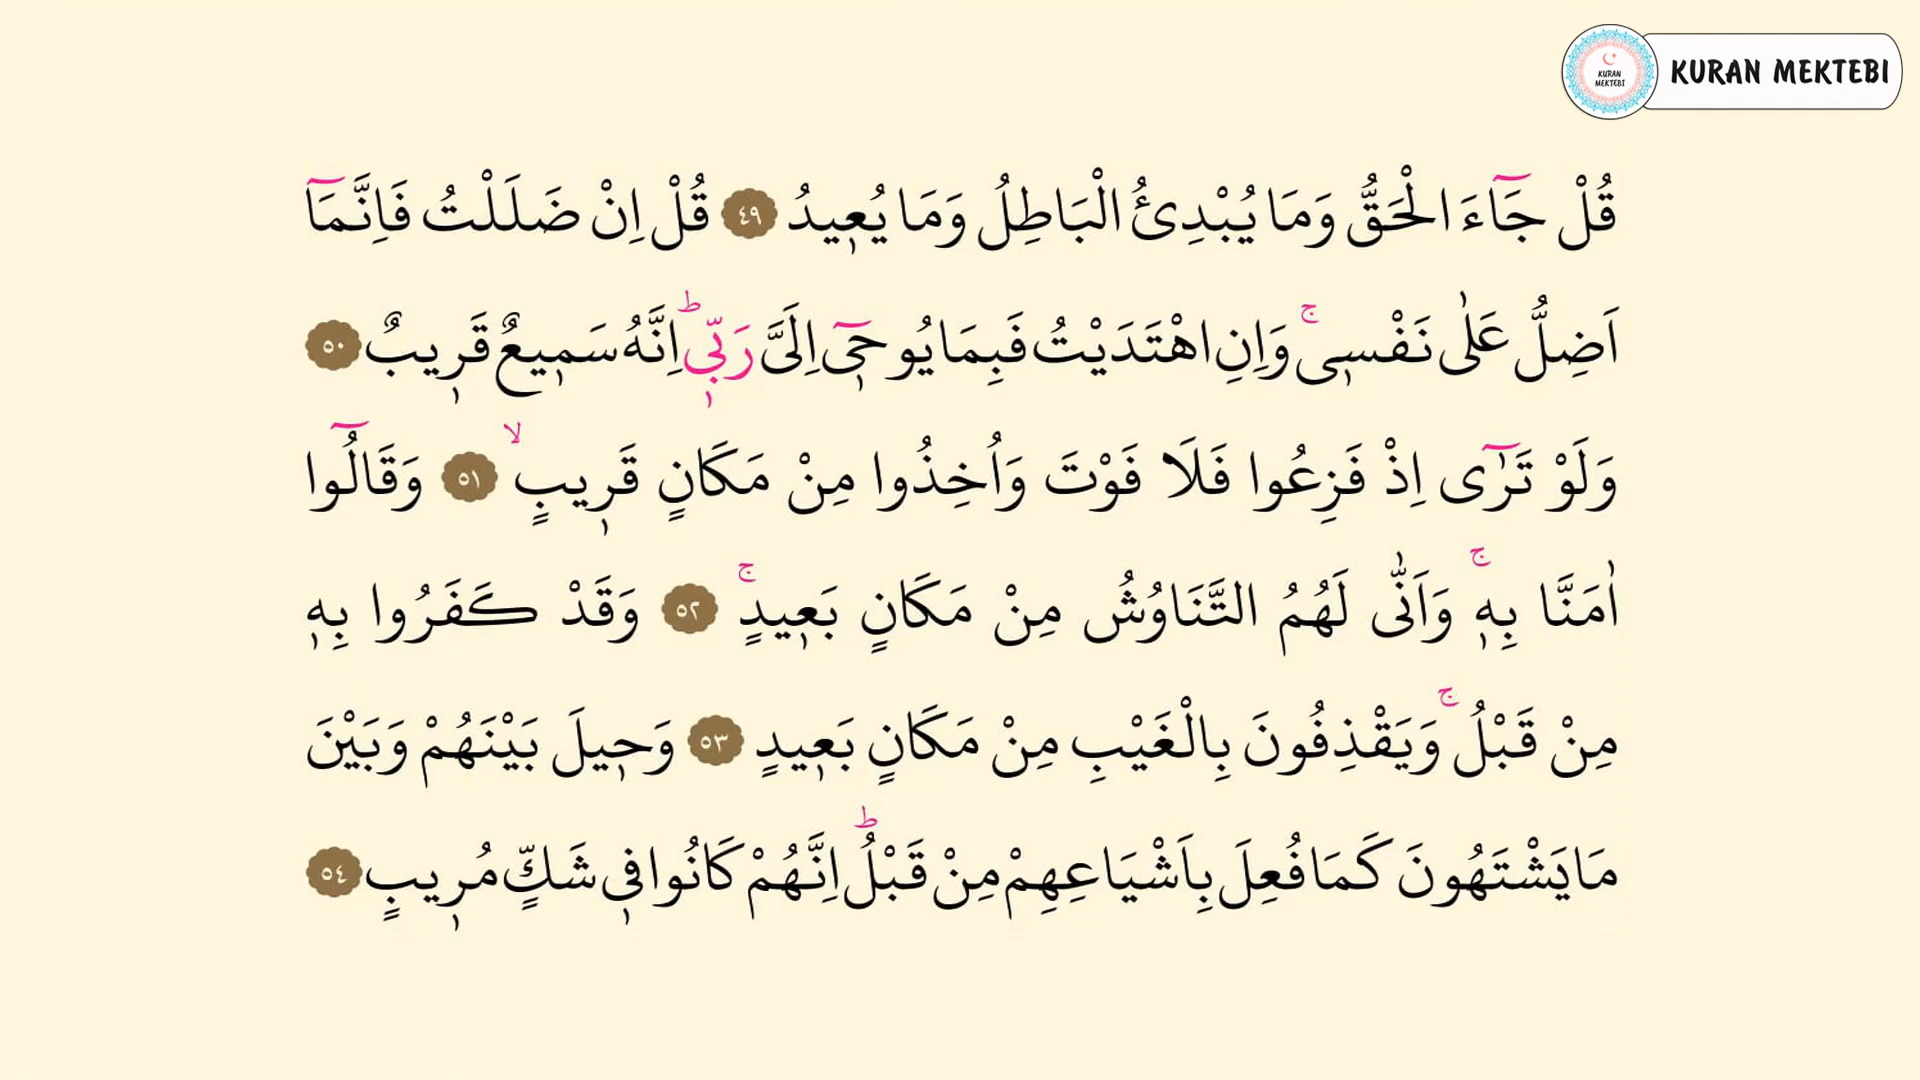 KURAN MEKTEBI
KURAN
MEKTEBI
قُلْ جَٓاءَ الْحَقُّ وَمَا يُبْدِئُ الْبَاطِلُ وَمَا يُع۪يدُ ٤٩ قُلْ اِنْ ضَلَلْتُ فَاِنَّمَٓا
اَضِلُّ عَلٰى نَفْس۪يۚ وَاِنِ اهْتَدَيْتُ فَبِمَا يُوح۪ٓي اِلَيَّ رَبّ۪يۜ اِنَّهُ سَم۪يعٌ قَر۪يبٌ ٥٠
وَلَوْ تَرٰٓى اِذْ فَزِعُوا فَلَا فَوْتَ وَاُخِذُوا مِنْ مَكَانٍ قَر۪يبٍۙ ٥١ وَقَالُٓوا
اٰمَنَّا بِه۪ۚ وَاَنّٰى لَهُمُ التَّنَاوُشُ مِنْ مَكَانٍ بَع۪يدٍۚ ٥٢ وَقَدْ كَفَرُوا بِه۪
مِنْ قَبْلُۚ وَيَقْذِفُونَ بِالْغَيْبِ مِنْ مَكَانٍ بَع۪يدٍ ٥٣ وَح۪يلَ بَيْنَهُمْ وَبَيْنَ
مَا يَشْتَهُونَ كَمَا فُعِلَ بِاَشْيَاعِهِمْ مِنْ قَبْلُۜ اِنَّهُمْ كَانُوا ف۪ي شَكٍّ مُر۪يبٍ ٥٤